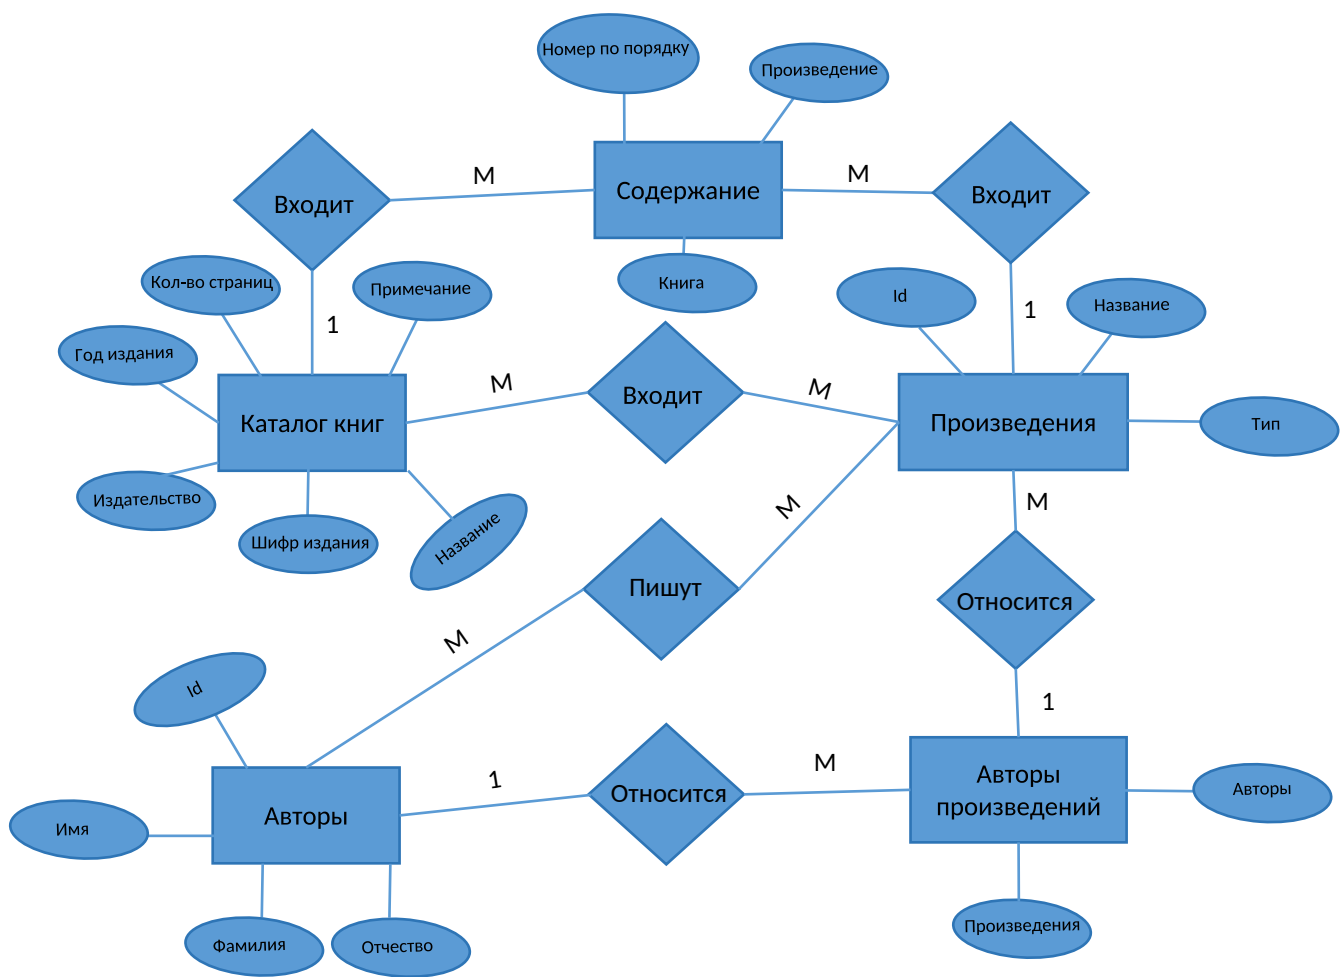 Номер по порядку
Произведение
М
М
Содержание
Входит
Входит
Кол-во страниц
Примечание
Книга
Id
Название
1
1
Год издания
М
М
Входит
Каталог книг
Произведения
Тип
Издательство
Шифр издания
Название
М
М
Пишут
Относится
М
Id
1
1
М
Относится
Авторы
произведений
Авторы
Авторы
Имя
Фамилия
Отчество
Произведения